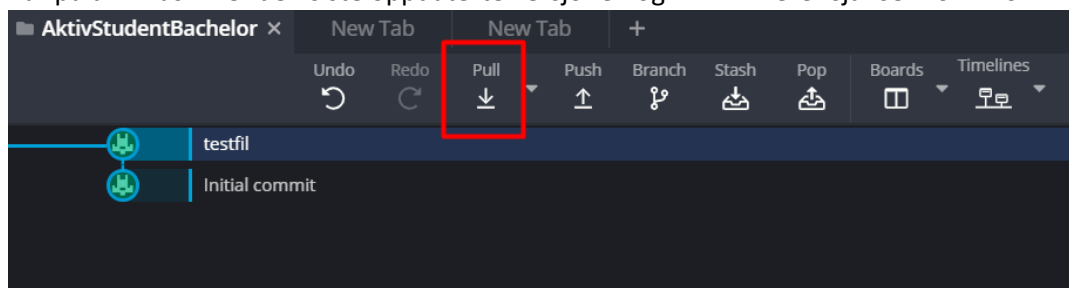 AktivStudentBachelor × New Tab New Tab +
Undo Redo Pull Push Branch Stash Pop Boards Timelines
testfil
Initial commit